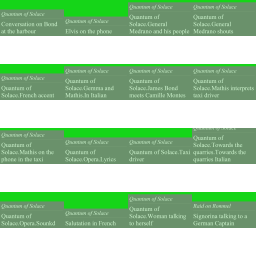 Quantum of Solace
Conversation on Bond
at the harbour
Quantum of Solace
Elvis on the phone
Quantum of Solace
Quantum of
Solace.General
Medrano and his people
Quantum of Solace
Quantum of
Solace.General
Medrano shouts
Quantum of Solace
Quantum of
Solace.French accent
Quantum of Solace
Quantum of
Solace.Gemma and
Mathis.In Italian
Quantum of Solace
Quantum of
Solace.James Bond
meets Camille Montes
Quantum of Solace
Quantum of
Solace.Mathis interprets
taxi driver
Quantum of Solace
Quantum of
Solace.Mathis on the
phone in the taxi
Quantum of Solace
Quantum of
Solace.Opera.Lyrics
Quantum of Solace
Quantum of Solace.Taxi
driver
Quantum of Solace
Quantum of
Solace.Towards the
quarries.Towards the
quarries Italian
Quantum of Solace
Quantum of
Quantum of Solace
Salutation in French
Quantum of Solace
Quantum of
Solace.Woman talking
to herself
Raid on Rommel
Signorina talking to a
German Captain